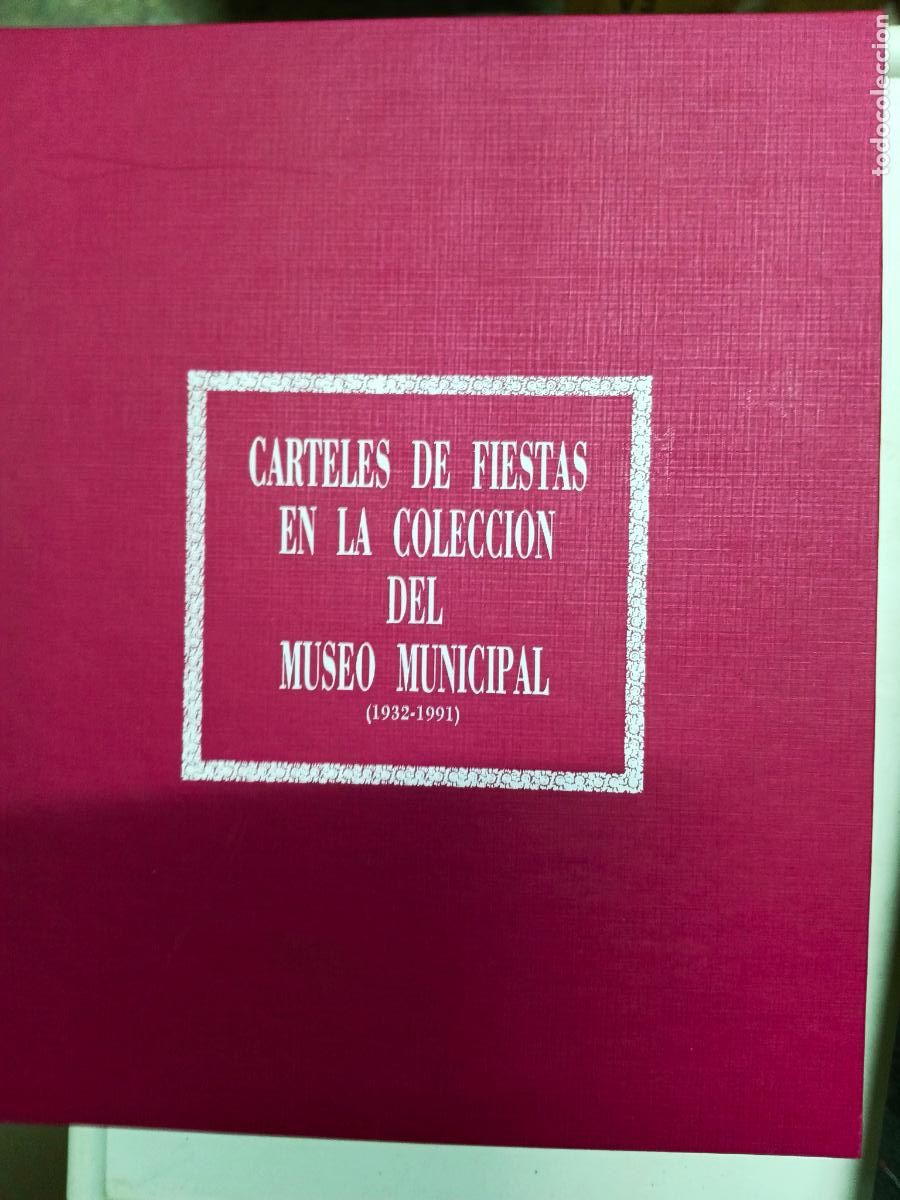 CARTELES DE FIESTAS
EN LA COLECCION
DEL
MUSEO MUNICIPAL
(1932-1991)
todocoleccion